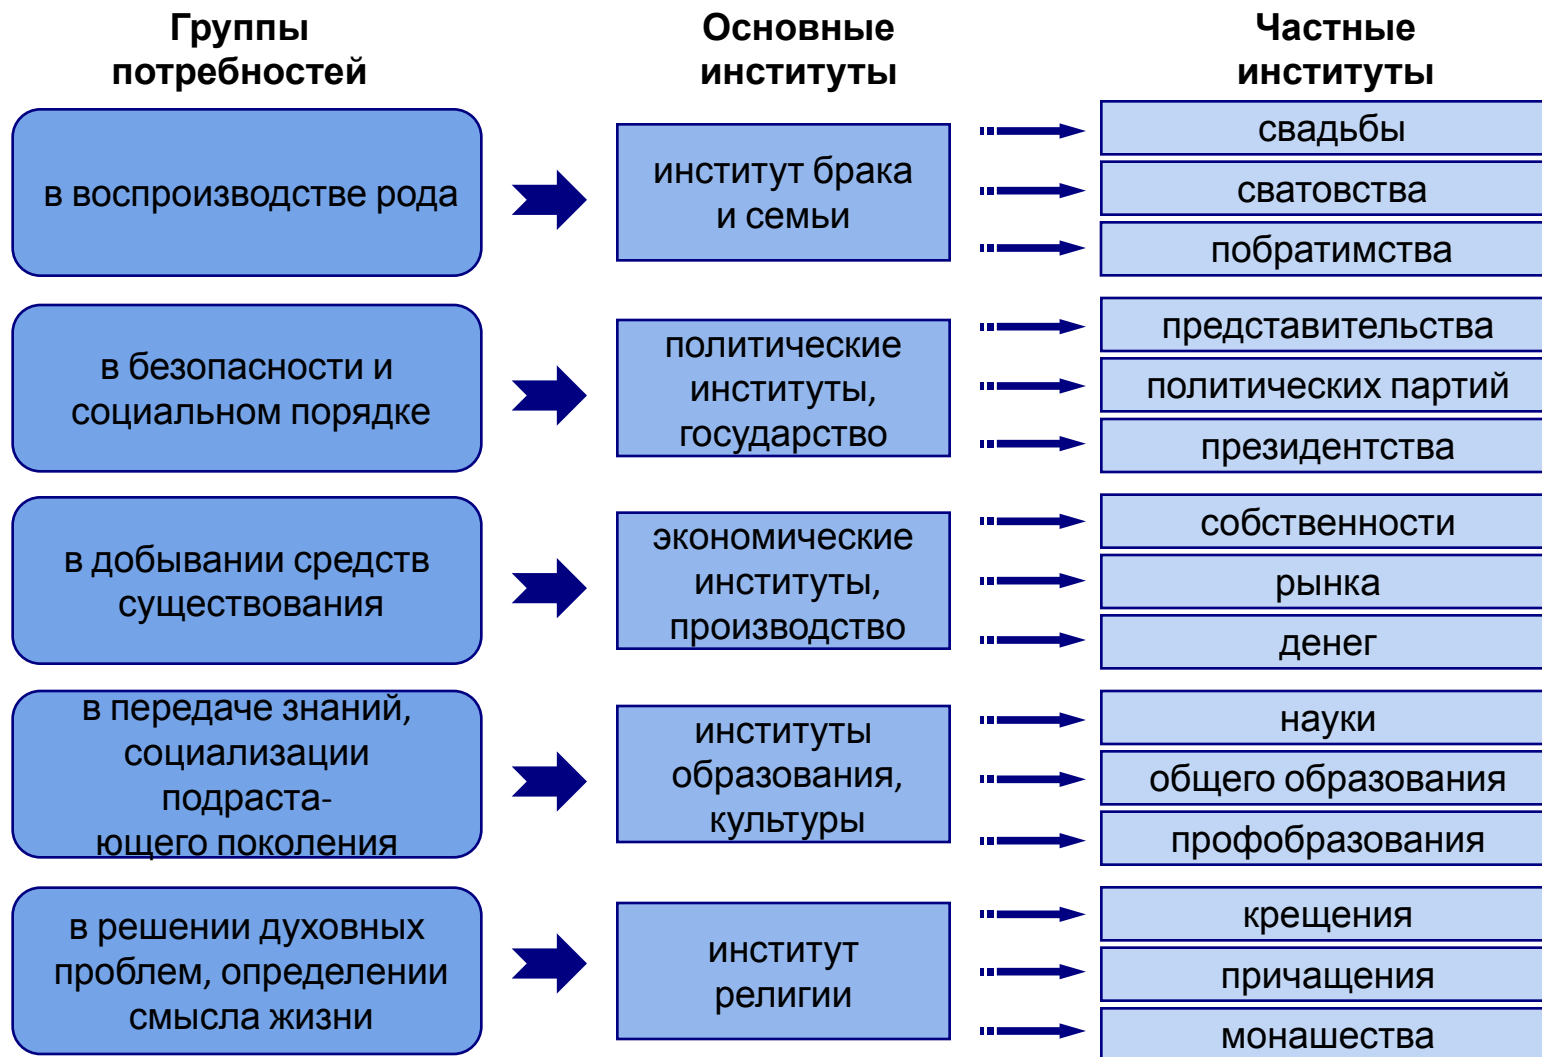 Группы
потребностей
Основные
институты
Частные
институты
в воспроизводстве рода
институт брака
и семьи
свадьбы
сватовства
побратимства
в безопасности и
социальном порядке
политические
институты,
государство
представительства
политических партий
президентства
в добывании средств
существования
экономические
институты,
производство
собственности
рынка
денег
в передаче знаний,
социализации
подраста-
ющего поколения
институты
образования,
культуры
науки
общего образования
профобразования
в решении духовных
проблем, определении
смысла жизни
институт
религии
крещения
причащения
монашества